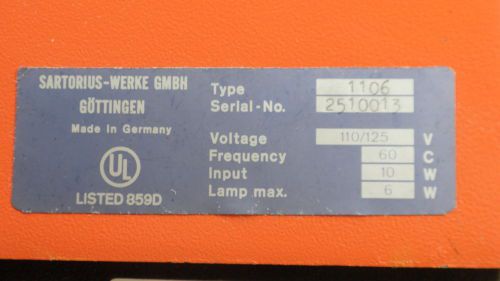 SARTORIUS-WERKE GMBH
GÖTTINGEN
Made in Germany
UL
LISTED 859D
Type 1106
Serial-No. 2510013
Voltage 110/125 V
Frequency 60 C
Input 10 W
Lamp max. 6 W